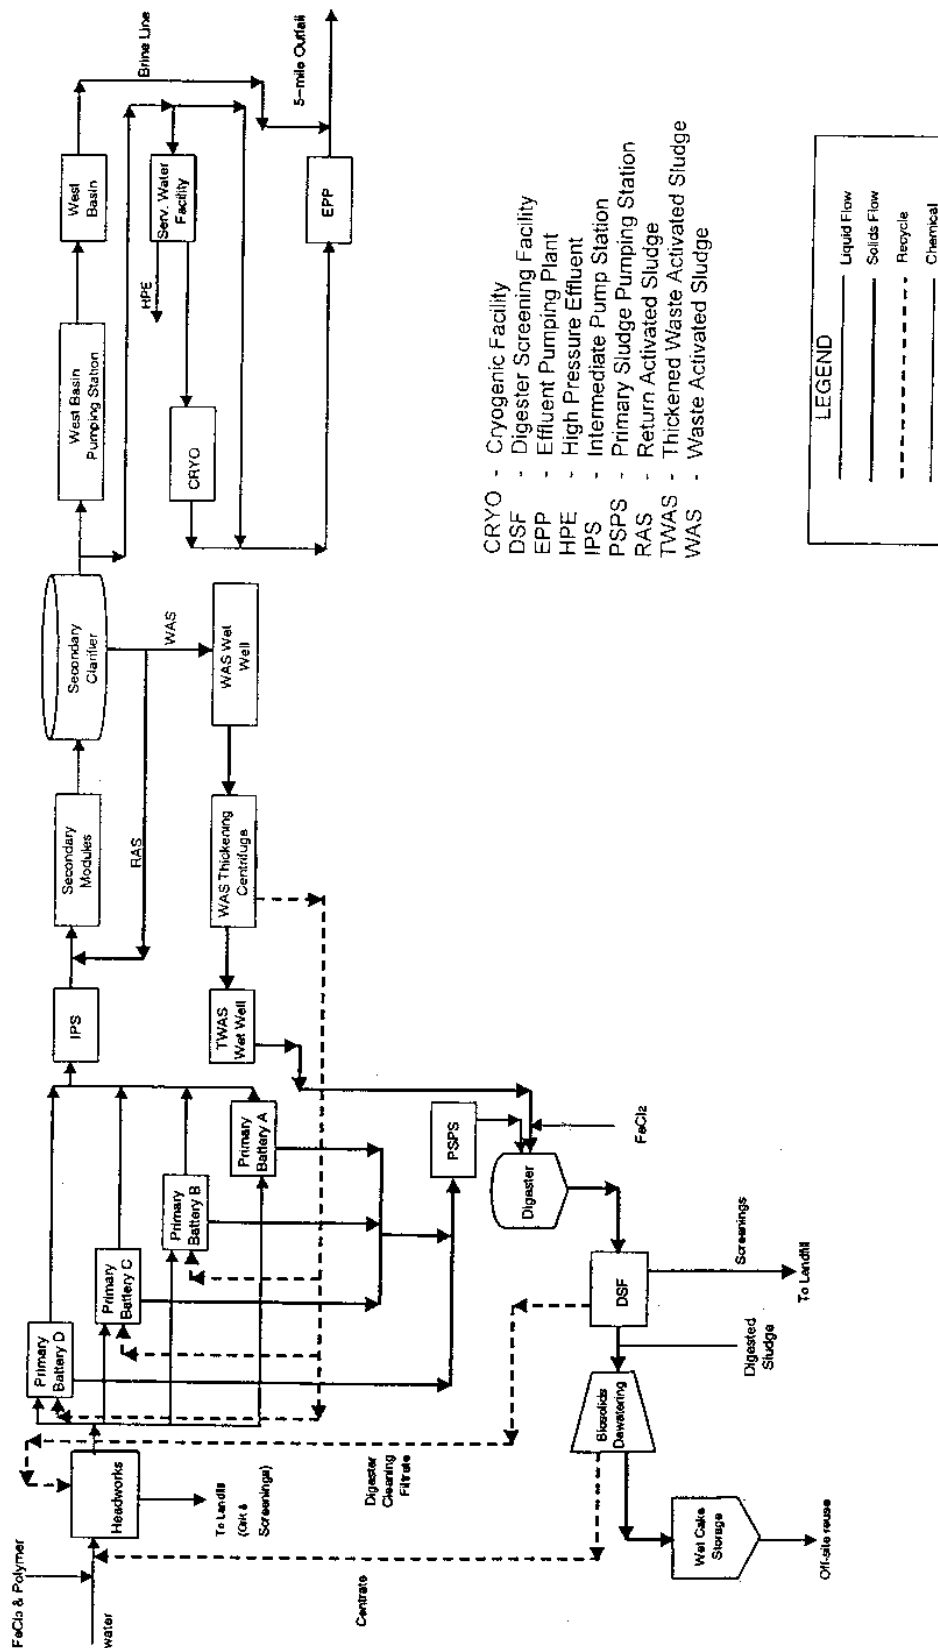 FeCl3 & Polymer
water
Headworks
To Landfill
(Grit &
Screenings)
Centrate
Digester
Cleaning
Filtrate
Primary
Battery D
Primary
Battery C
Primary
Battery B
Primary
Battery A
IPS
RAS
Secondary
Modules
Secondary
Clarifier
WAS
West Basin
Pumping Station
West
Basin
Brine Line
Serv. Water
Facility
HPE
CRYO
EPP
5-mile Outfall
WAS Wet
Well
WAS Thickening
Centrifuge
TWAS
Wet Well
PSPS
Digester
FeCl2
DSF
Screenings
To Landfill
Digested
Sludge
Biosolids
Dewatering
Wet Cake
Storage
Off-site reuse
CRYO - Cryogenic Facility
DSF - Digester Screening Facility
EPP - Effluent Pumping Plant
HPE - High Pressure Effluent
IPS - Intermediate Pump Station
PSPS - Primary Sludge Pumping Station
RAS - Return Activated Sludge
TWAS - Thickened Waste Activated Sludge
WAS - Waste Activated Sludge
LEGEND
Liquid Flow
Solids Flow
Recycle
Chemical